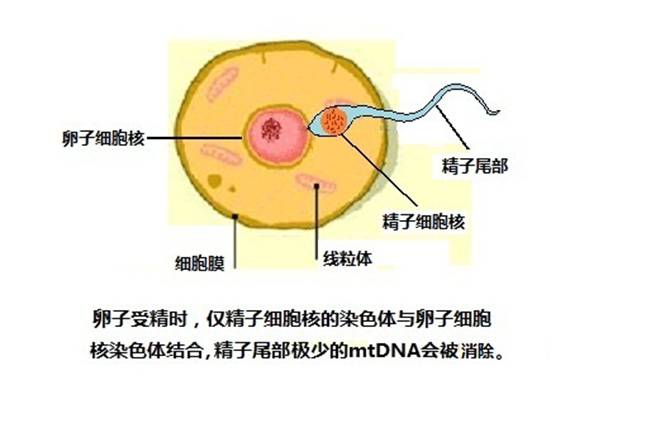 卵子细胞核
精子尾部
精子细胞核
细胞膜
线粒体
卵子受精时，仅精子细胞核的染色体与卵子细胞
核染色体结合,精子尾部极少的mtDNA会被消除。